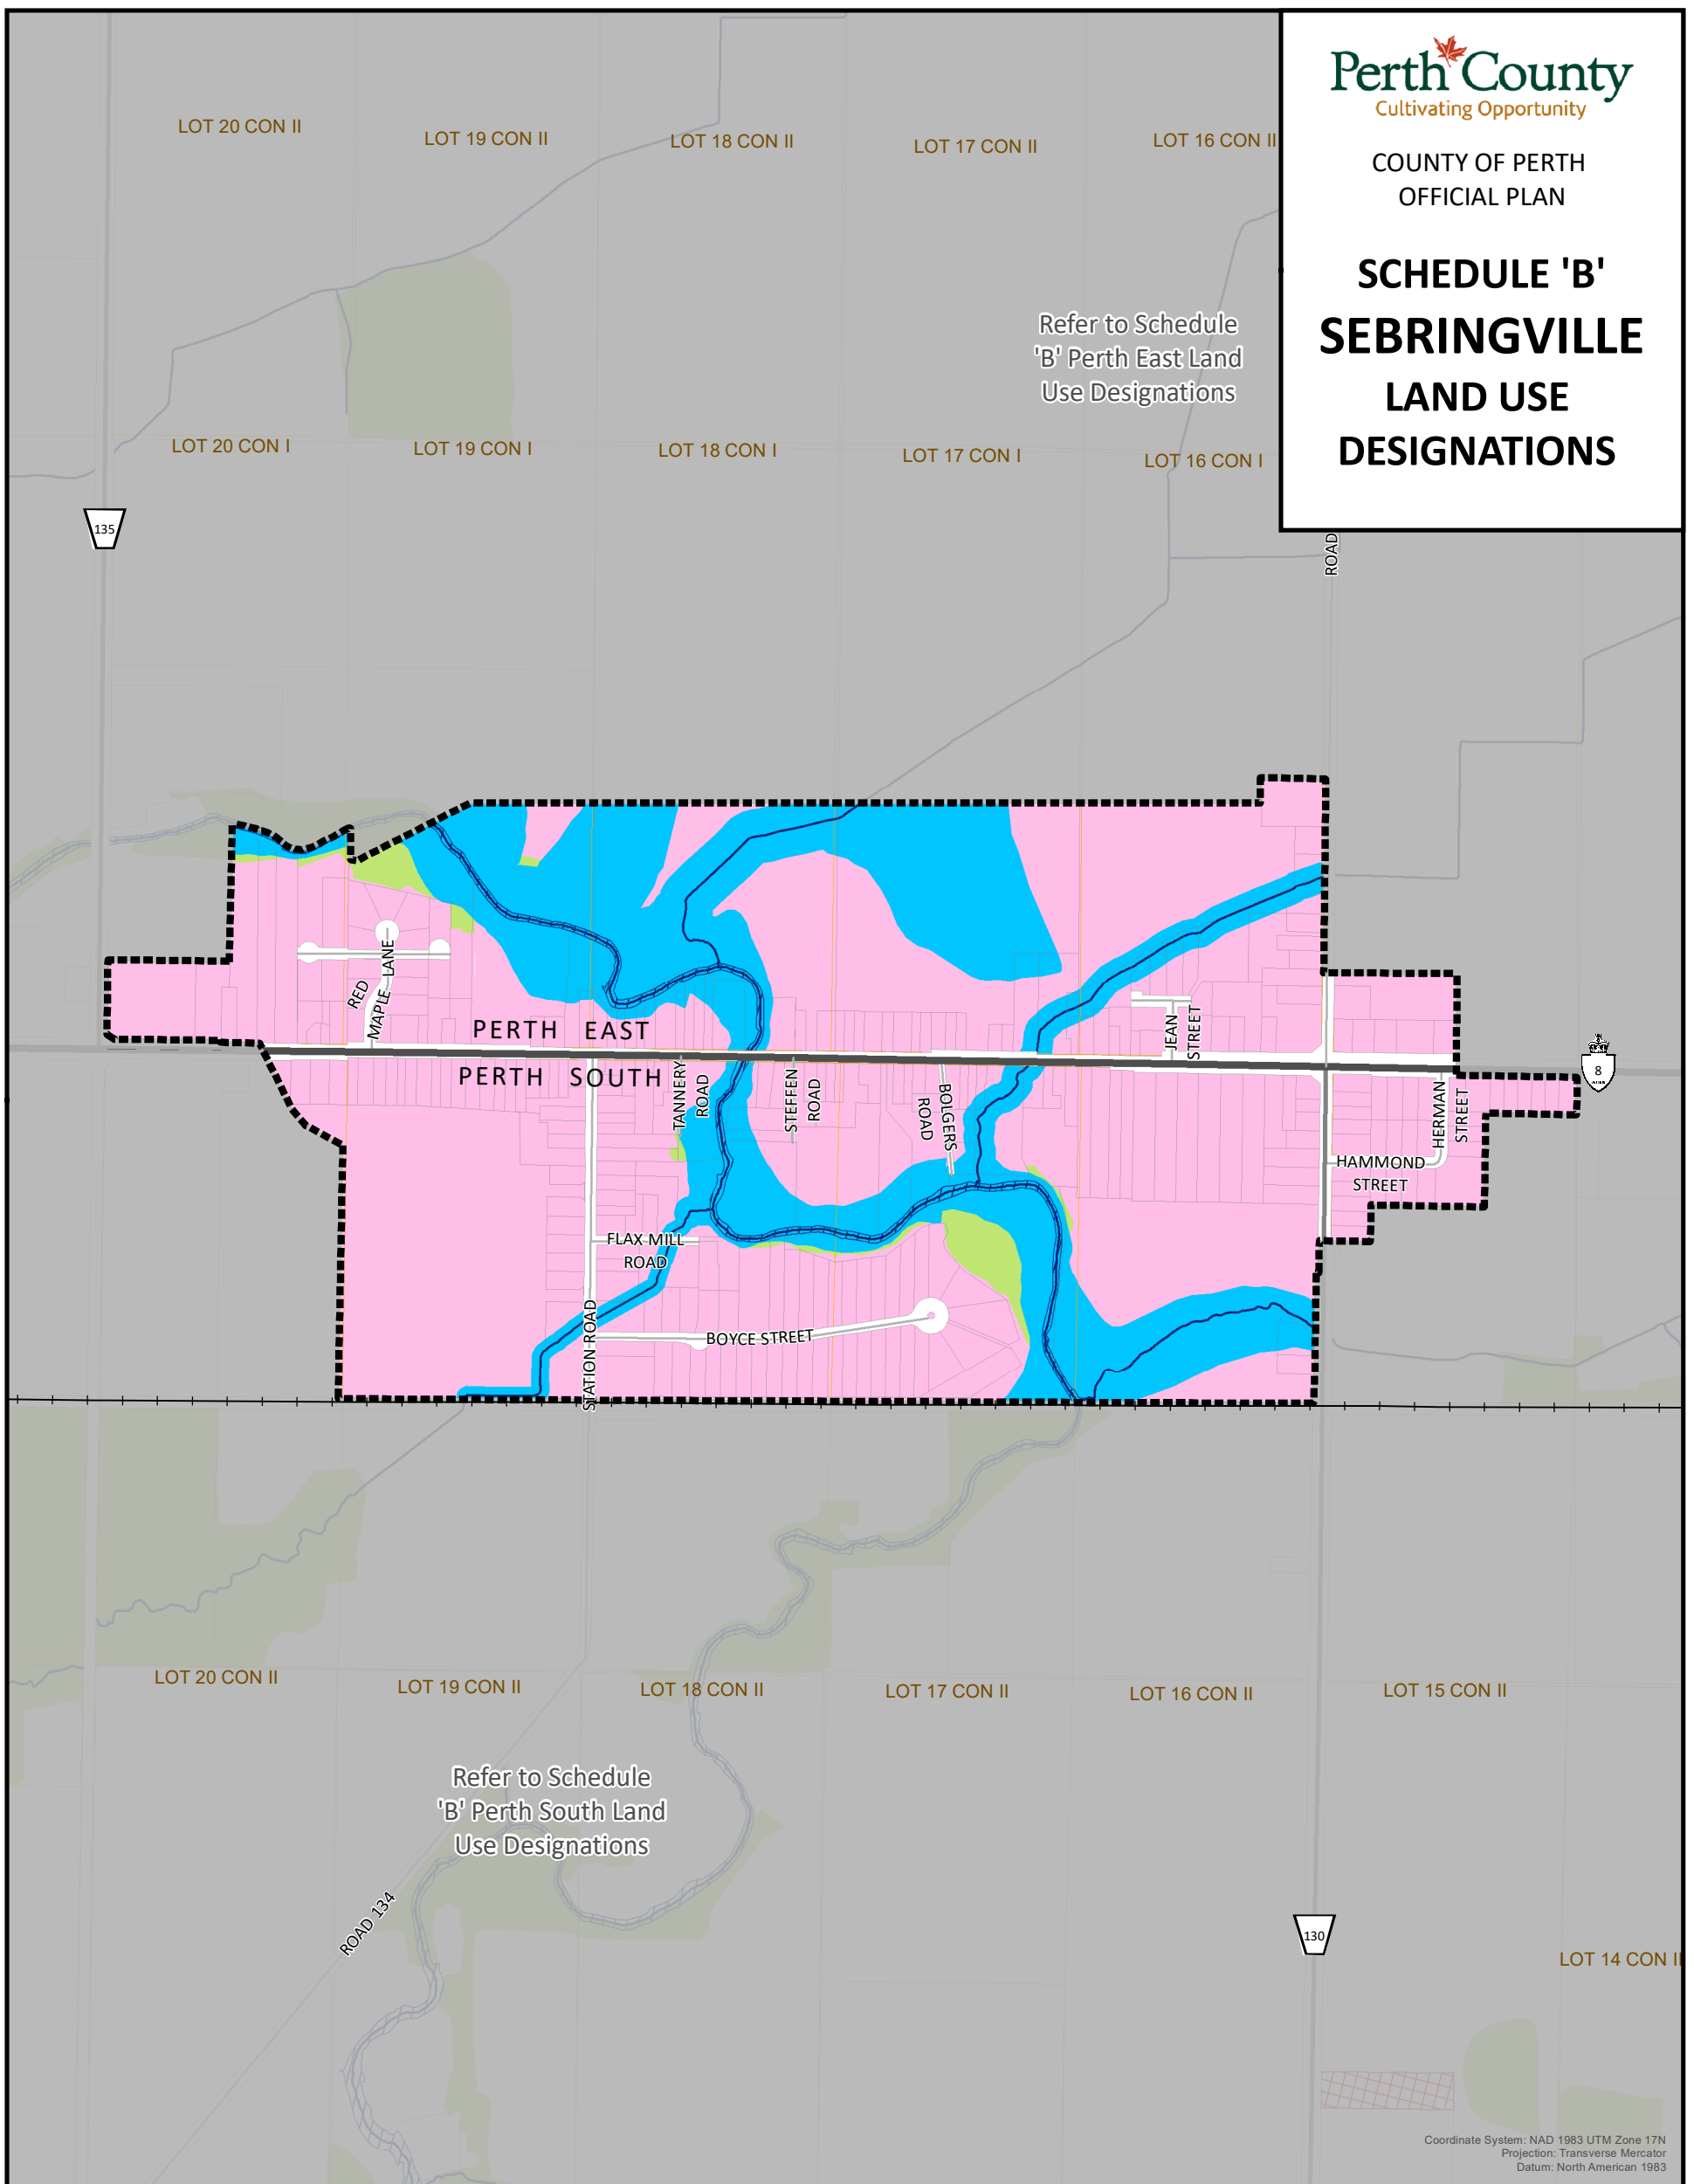 Perth County
Cultivating Opportunity
COUNTY OF PERTH
OFFICIAL PLAN
SCHEDULE 'B'
SEBRINGVILLE
LAND USE
DESIGNATIONS
LOT 20 CON II
LOT 19 CON II
LOT 18 CON II
LOT 17 CON II
LOT 16 CON II
Refer to Schedule
'B' Perth East Land
Use Designations
LOT 20 CON I
LOT 19 CON I
LOT 18 CON I
LOT 17 CON I
LOT 16 CON I
135
ROAD
RED
MAPLE LANE
PERTH EAST
PERTH SOUTH
JEAN
STREET
8
TANNERY
ROAD
STEFFEN
ROAD
BOLGERS
ROAD
HERMAN
STREET
HAMMOND
STREET
FLAX MILL
ROAD
STATION ROAD
BOYCE STREET
LOT 20 CON II
LOT 19 CON II
LOT 18 CON II
LOT 17 CON II
LOT 16 CON II
LOT 15 CON II
Refer to Schedule
'B' Perth South Land
Use Designations
ROAD 134
130
LOT 14 CON II
Coordinate System: NAD 1983 UTM Zone 17N
Projection: Transverse Mercator
Datum: North American 1983